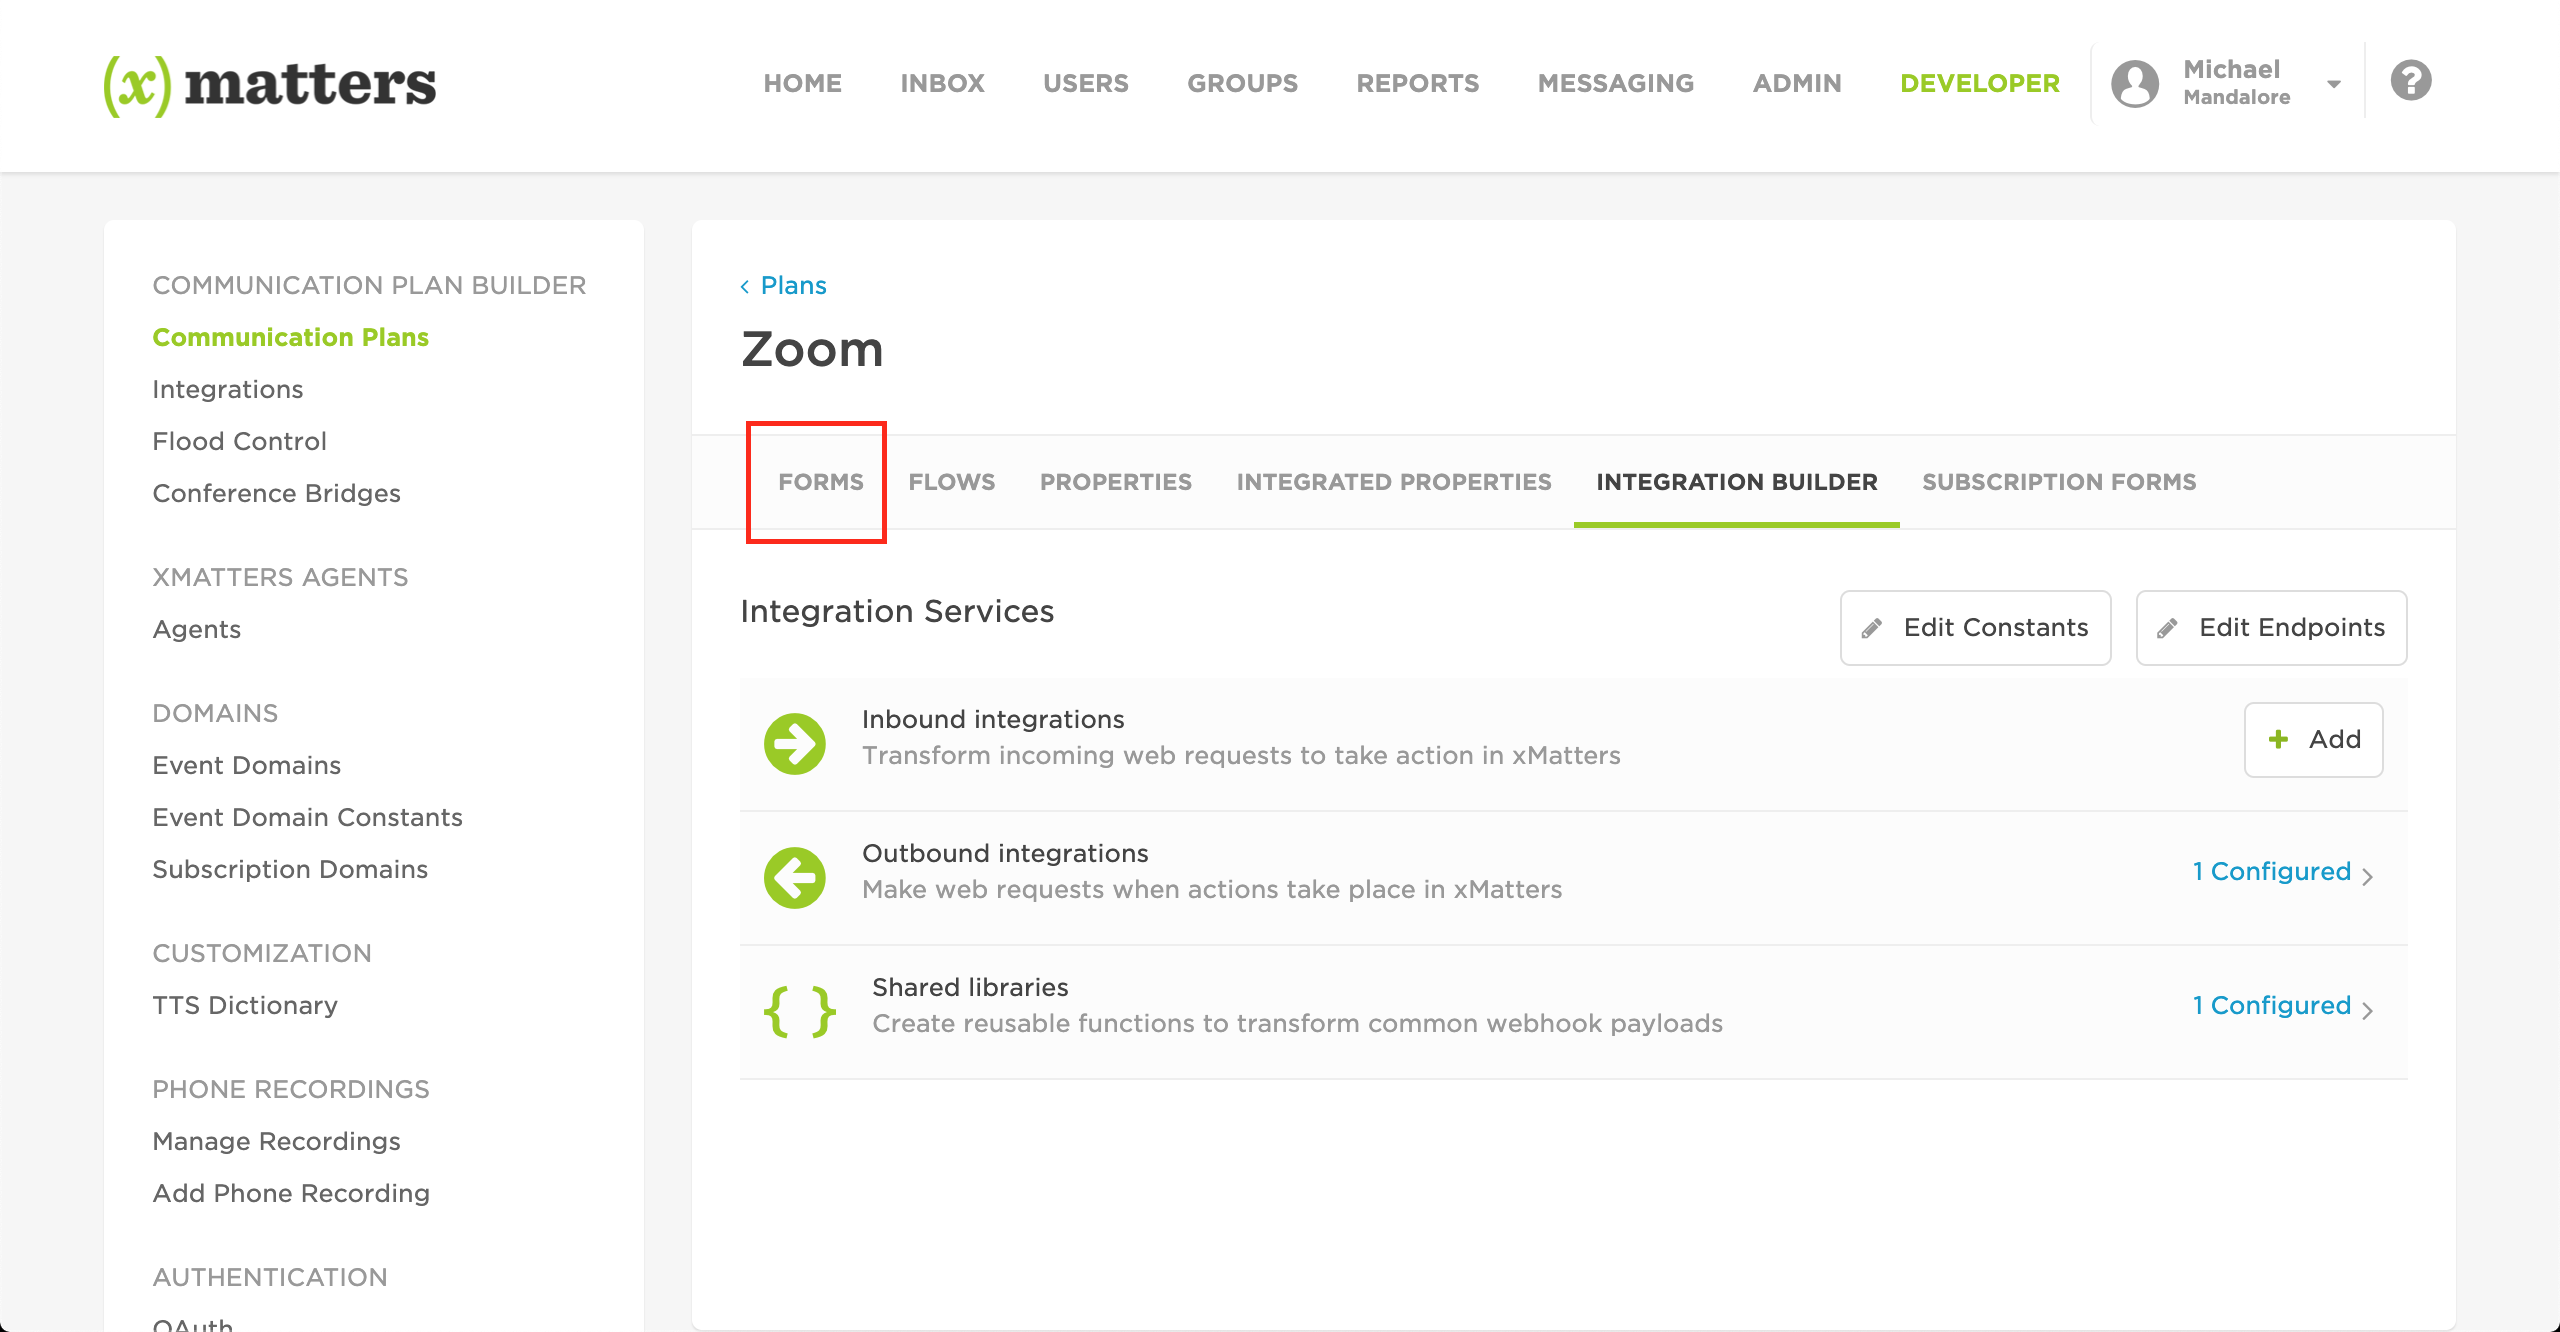 (x) matters
HOME INBOX USERS GROUPS REPORTS MESSAGING ADMIN DEVELOPER
Michael
Mandalore
?
COMMUNICATION PLAN BUILDER
Communication Plans
Integrations
Flood Control
Conference Bridges
XMATTERS AGENTS
Agents
DOMAINS
Event Domains
Event Domain Constants
Subscription Domains
CUSTOMIZATION
TTS Dictionary
PHONE RECORDINGS
Manage Recordings
Add Phone Recording
AUTHENTICATION
OAuth
‹ Plans
Zoom
FORMS FLOWS PROPERTIES INTEGRATED PROPERTIES INTEGRATION BUILDER SUBSCRIPTION FORMS
Integration Services
Edit Constants
Edit Endpoints
Inbound integrations
Transform incoming web requests to take action in xMatters
+ Add
Outbound integrations
Make web requests when actions take place in xMatters
1 Configured
{ }
Shared libraries
Create reusable functions to transform common webhook payloads
1 Configured